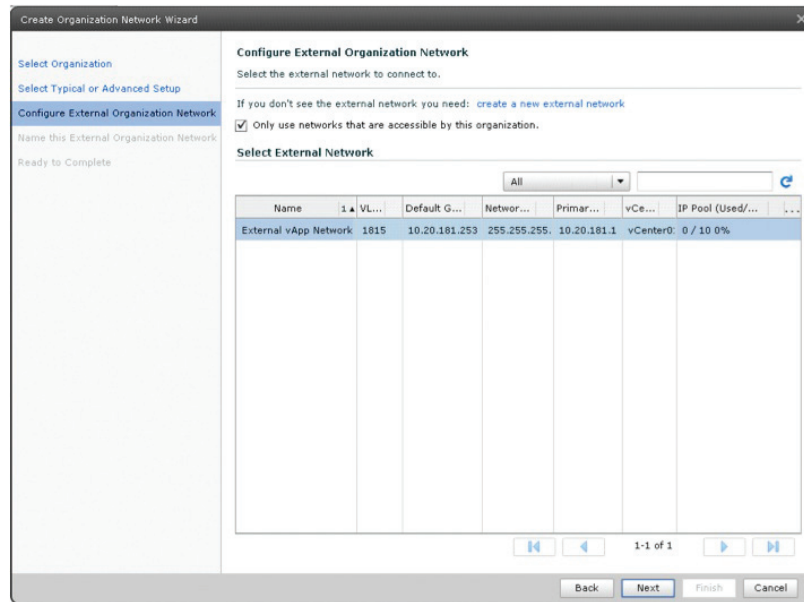 Create Organization Network Wizard
Select Organization
Select Typical or Advanced Setup
Configure External Organization Network
Name this External Organization Network
Ready to Complete
Configure External Organization Network
Select the external network to connect to.
If you don't see the external network you need: create a new external network
Only use networks that are accessible by this organization.
Select External Network
All
Name 1 VL... Default G... Networ... Primar... vCe... IP Pool (Used/... ...
External vApp Network 1815 10.20.181.253 255.255.255. 10.20.181.1 vCenter0 0 / 10 0%
1-1 of 1
Back Next Finish Cancel